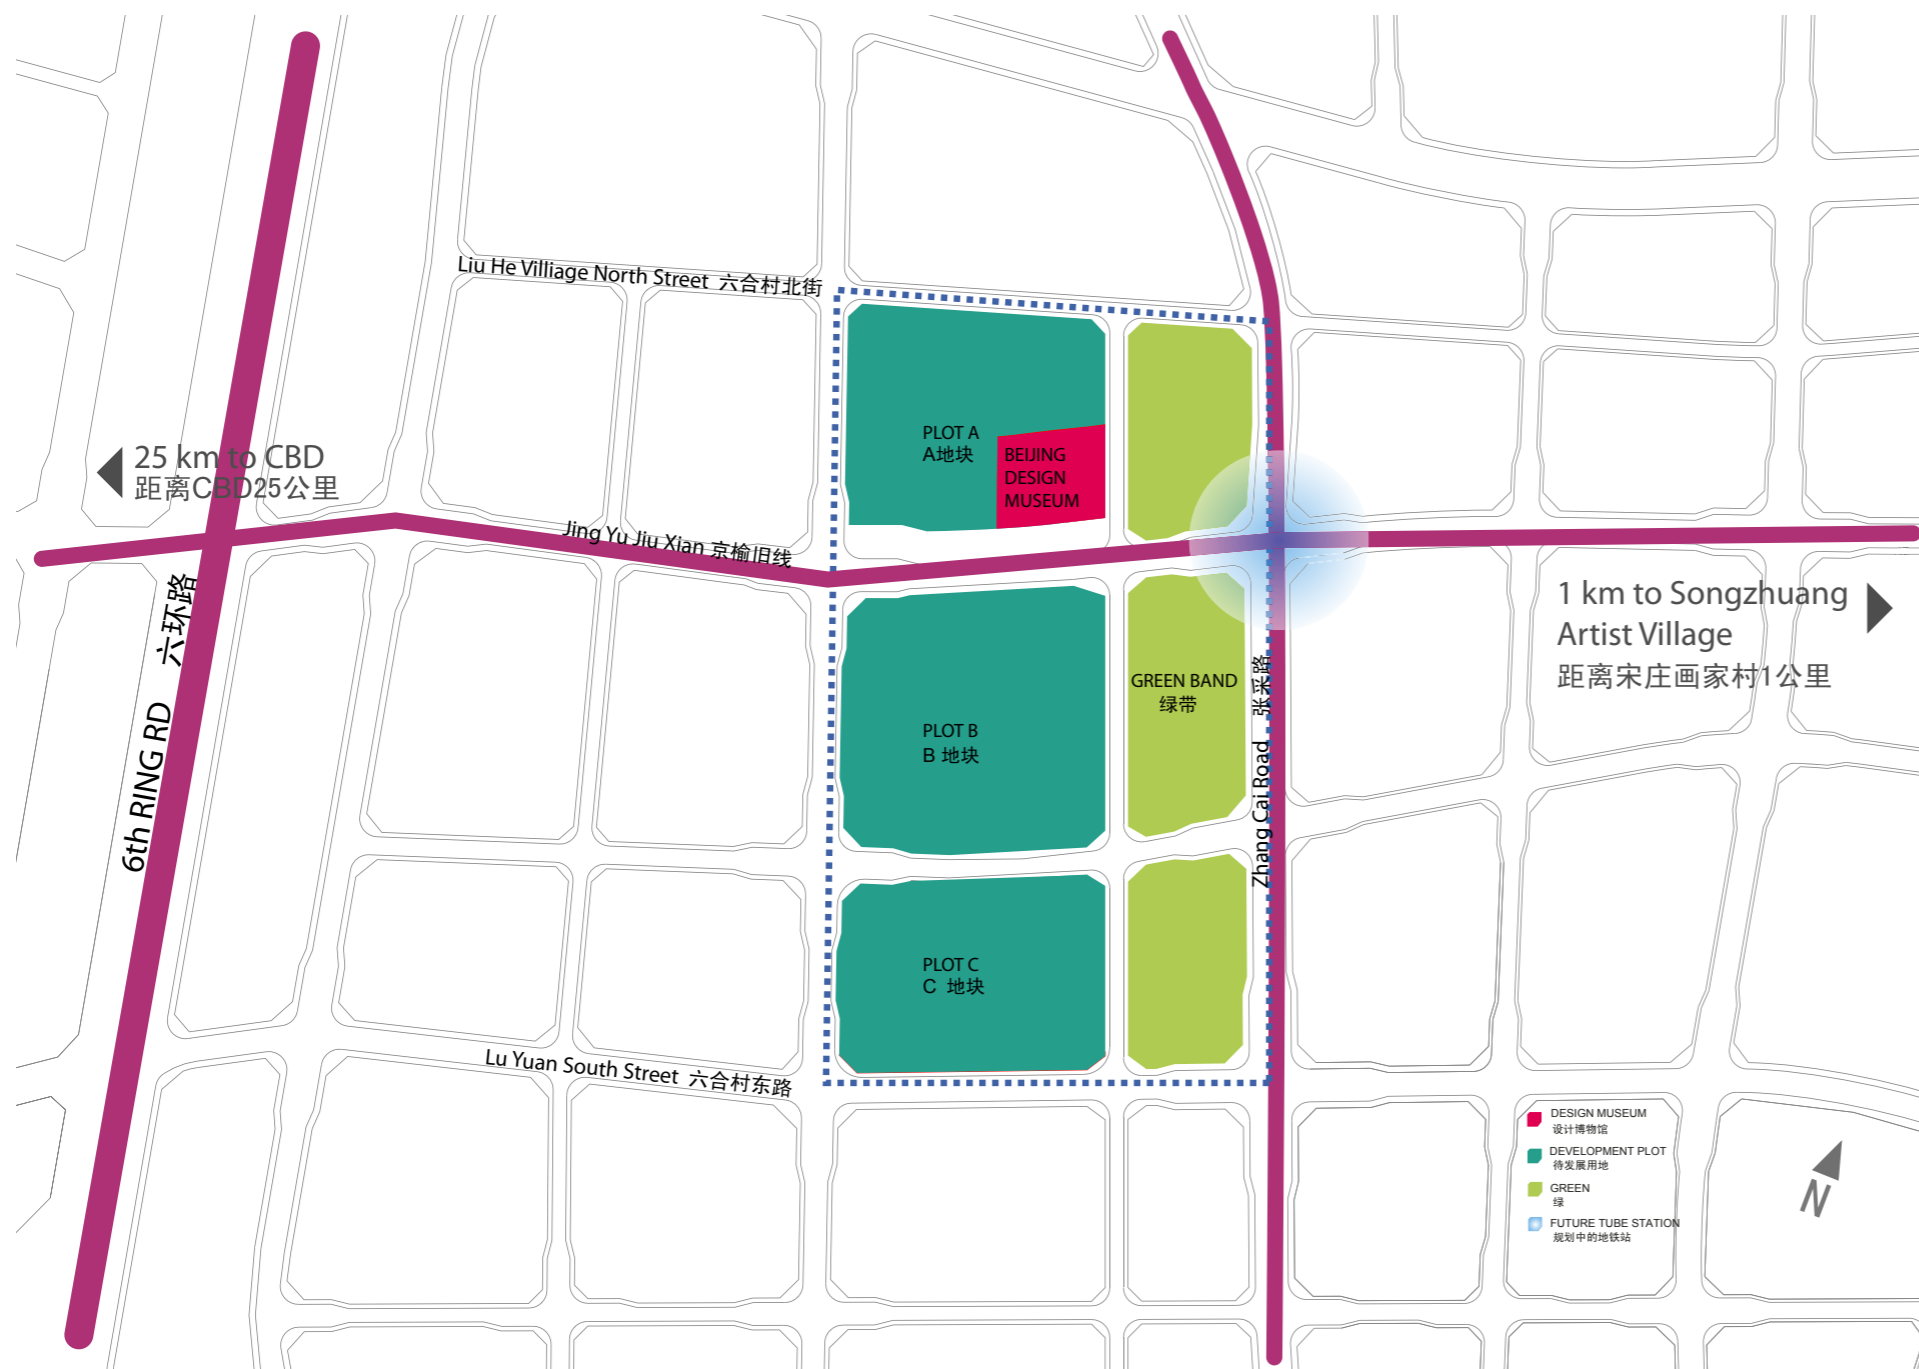 Liu He Villiage North Street 六合村北街
25 km to CBD
距离CBD25公里
PLOT A
A地块
BEIJING
DESIGN
MUSEUM
Jing Yu Jiu Xian 京榆旧线
6th RING RD 六环路
1 km to Songzhuang
Artist Village
距离宋庄画家村1公里
GREEN BAND
绿带
Zhang Cai Road 张采路
PLOT B
B 地块
PLOT C
C 地块
Lu Yuan South Street 六合村东路
DESIGN MUSEUM
设计博物馆
DEVELOPMENT PLOT
待发展用地
GREEN
绿
FUTURE TUBE STATION
规划中的地铁站
N